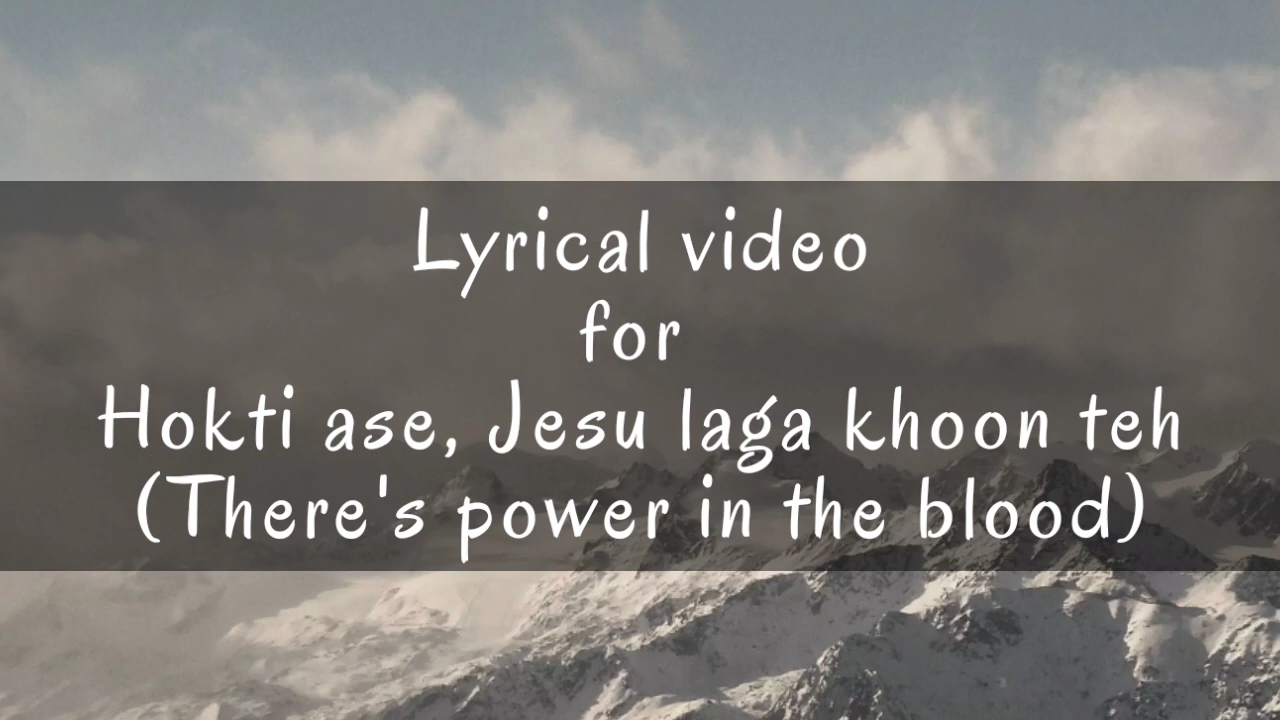 Lyrical video
for
Hokti ase, Jesu laga khoon teh
(There's power in the blood)